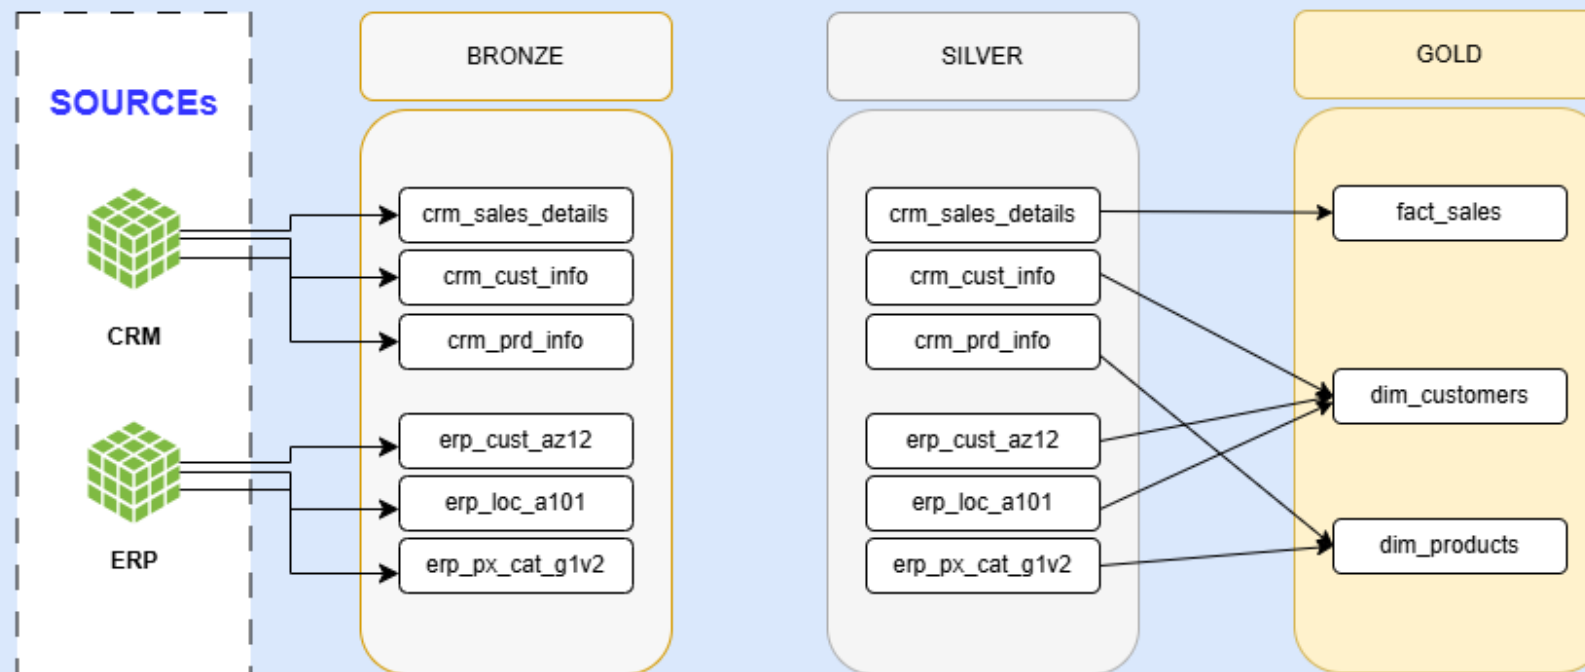 SOURCEs
CRM
ERP
BRONZE
crm_sales_details
crm_cust_info
crm_prd_info
erp_cust_az12
erp_loc_a101
erp_px_cat_g1v2
SILVER
crm_sales_details
crm_cust_info
crm_prd_info
erp_cust_az12
erp_loc_a101
erp_px_cat_g1v2
GOLD
fact_sales
dim_customers
dim_products